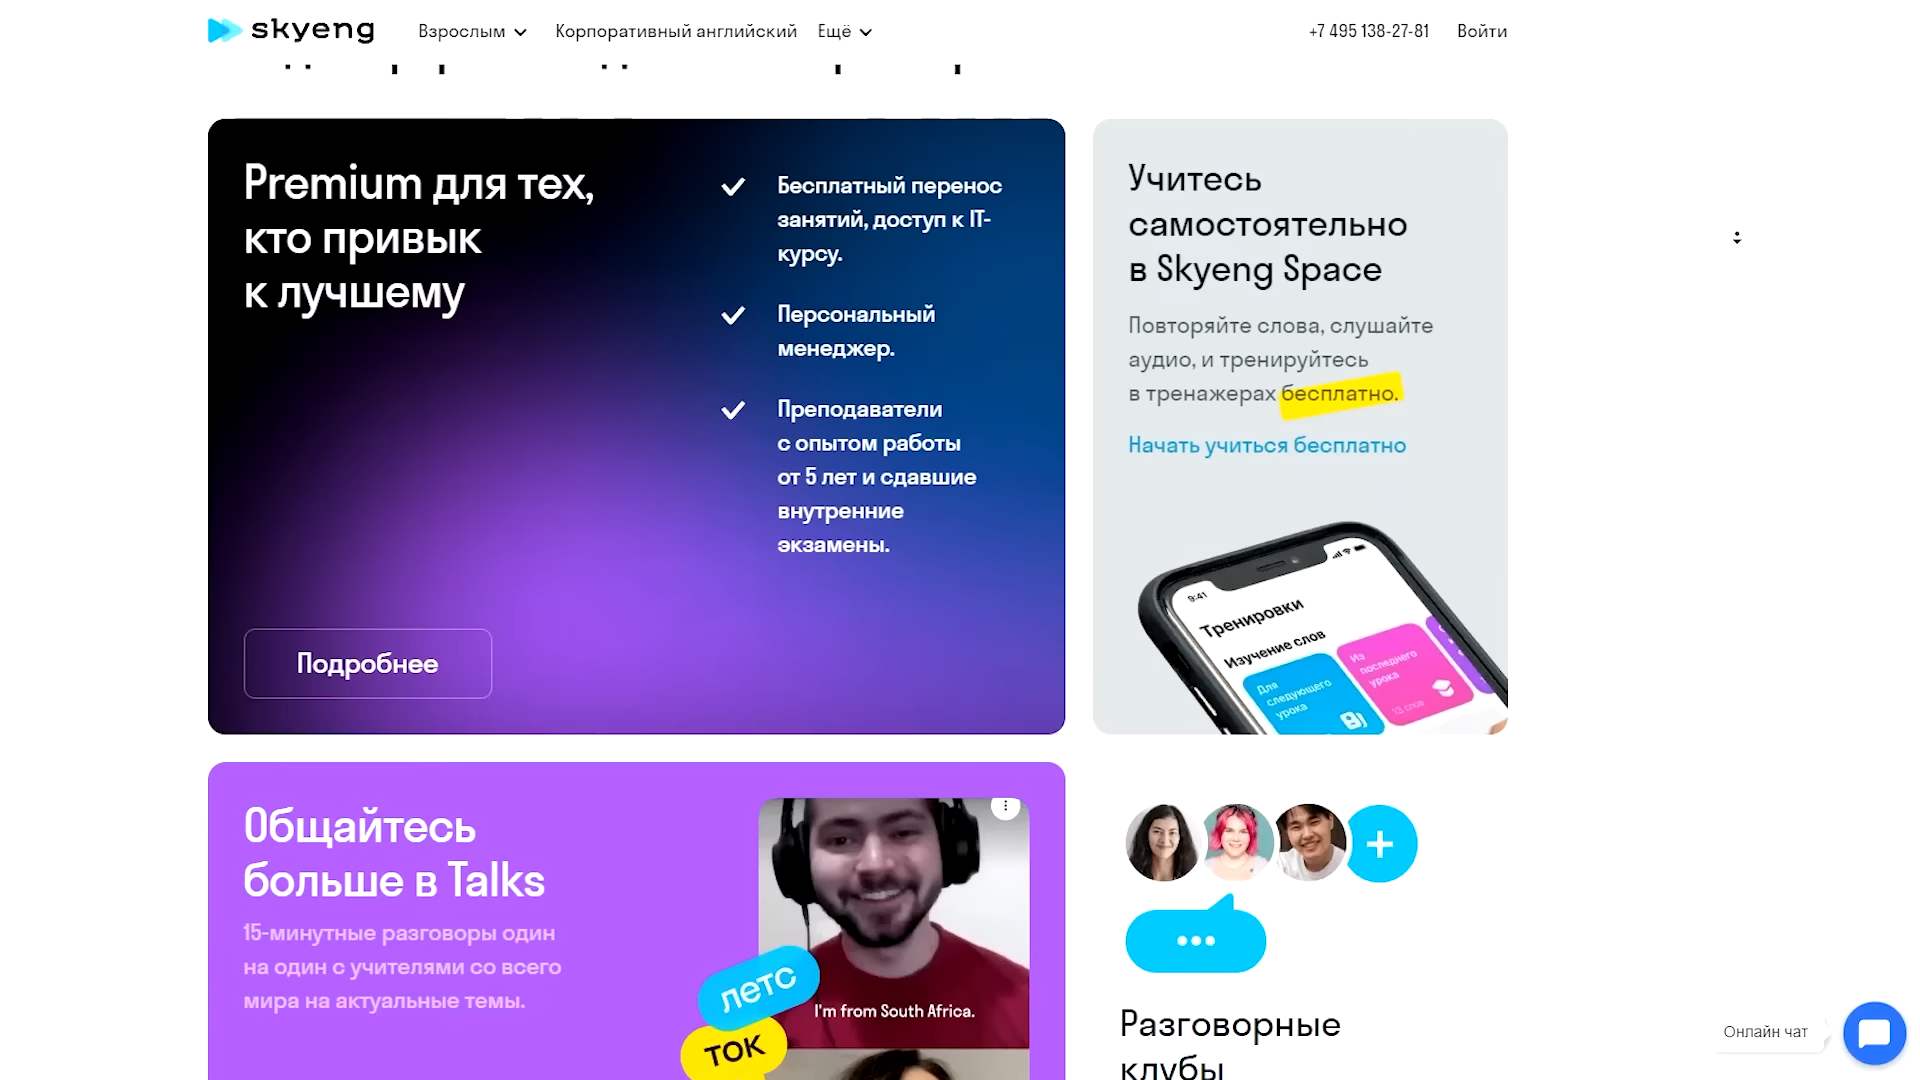 skyeng
Взрослым
Корпоративный английский
Ещё
+7 495 138-27-81
Войти
Premium для тех,
кто привык
к лучшему
Бесплатный перенос
занятий, доступ к IT-
курсу.
Персональный
менеджер.
Преподаватели
с опытом работы
от 5 лет и сдавшие
внутренние
экзамены.
Подробнее
Учитесь
самостоятельно
в Skyeng Space
Повторяйте слова, слушайте
аудио, и тренируйтесь
в тренажерах бесплатно.
Начать учиться бесплатно
9:41
Тренировки
Изучение слов
Для
следующего
урока
Из
последнего
урока
13 слов
Общайтесь
больше в Talks
15-минутные разговоры один
на один с учителями со всего
мира на актуальные темы.
летс
ток
I'm from South Africa.
Разговорные
клубы
Онлайн чат